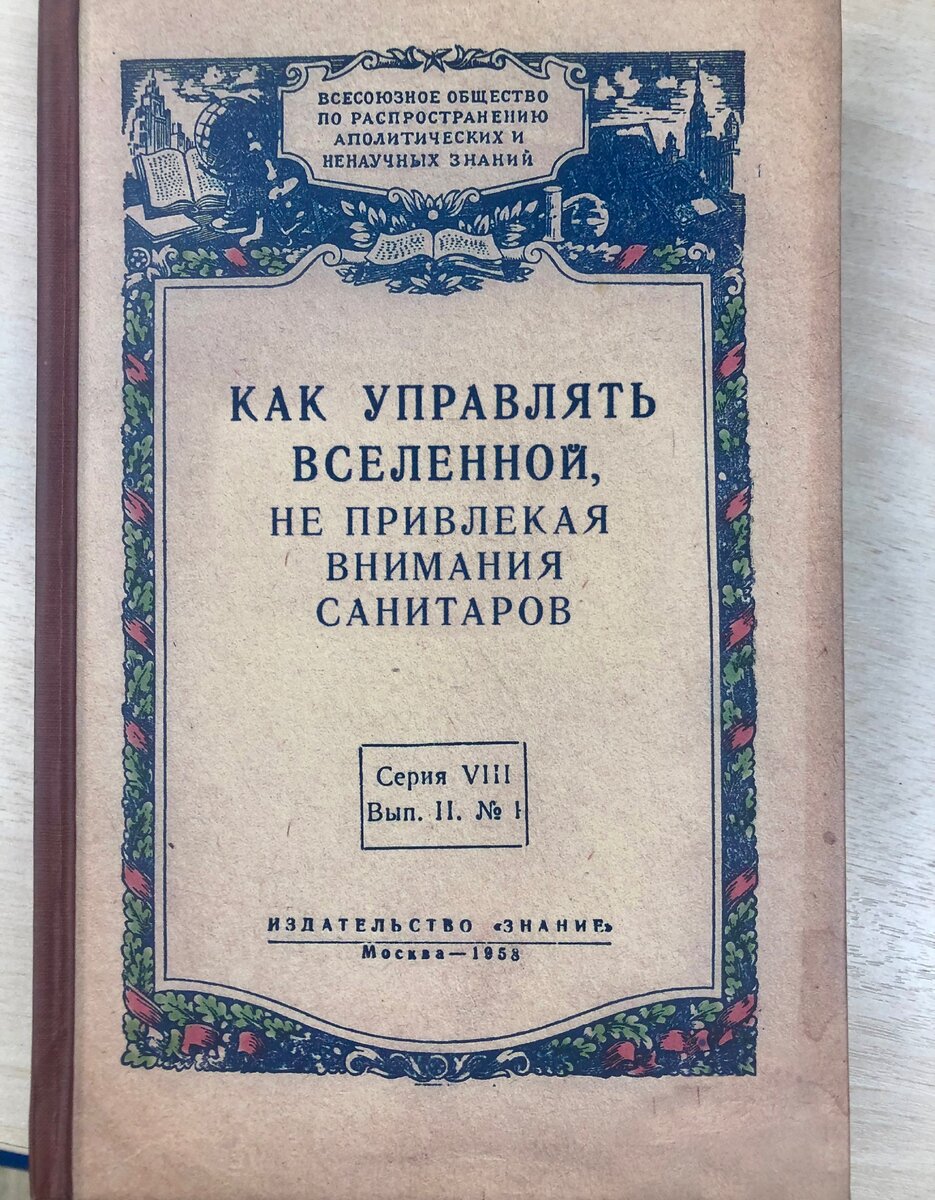 ВСЕСОЮЗНОЕ ОБЩЕСТВО
ПО РАСПРОСТРАНЕНИЮ
АПОЛИТИЧЕСКИХ И
НЕНАУЧНЫХ ЗНАНИЙ
КАК УПРАВЛЯТЬ
ВСЕЛЕННОЙ,
НЕ ПРИВЛЕКАЯ
ВНИМАНИЯ
САНИТАРОВ
Серия VIII
Вып. II. №
ИЗДАТЕЛЬСТВО «ЗНАНИЕ»
Москва—1958